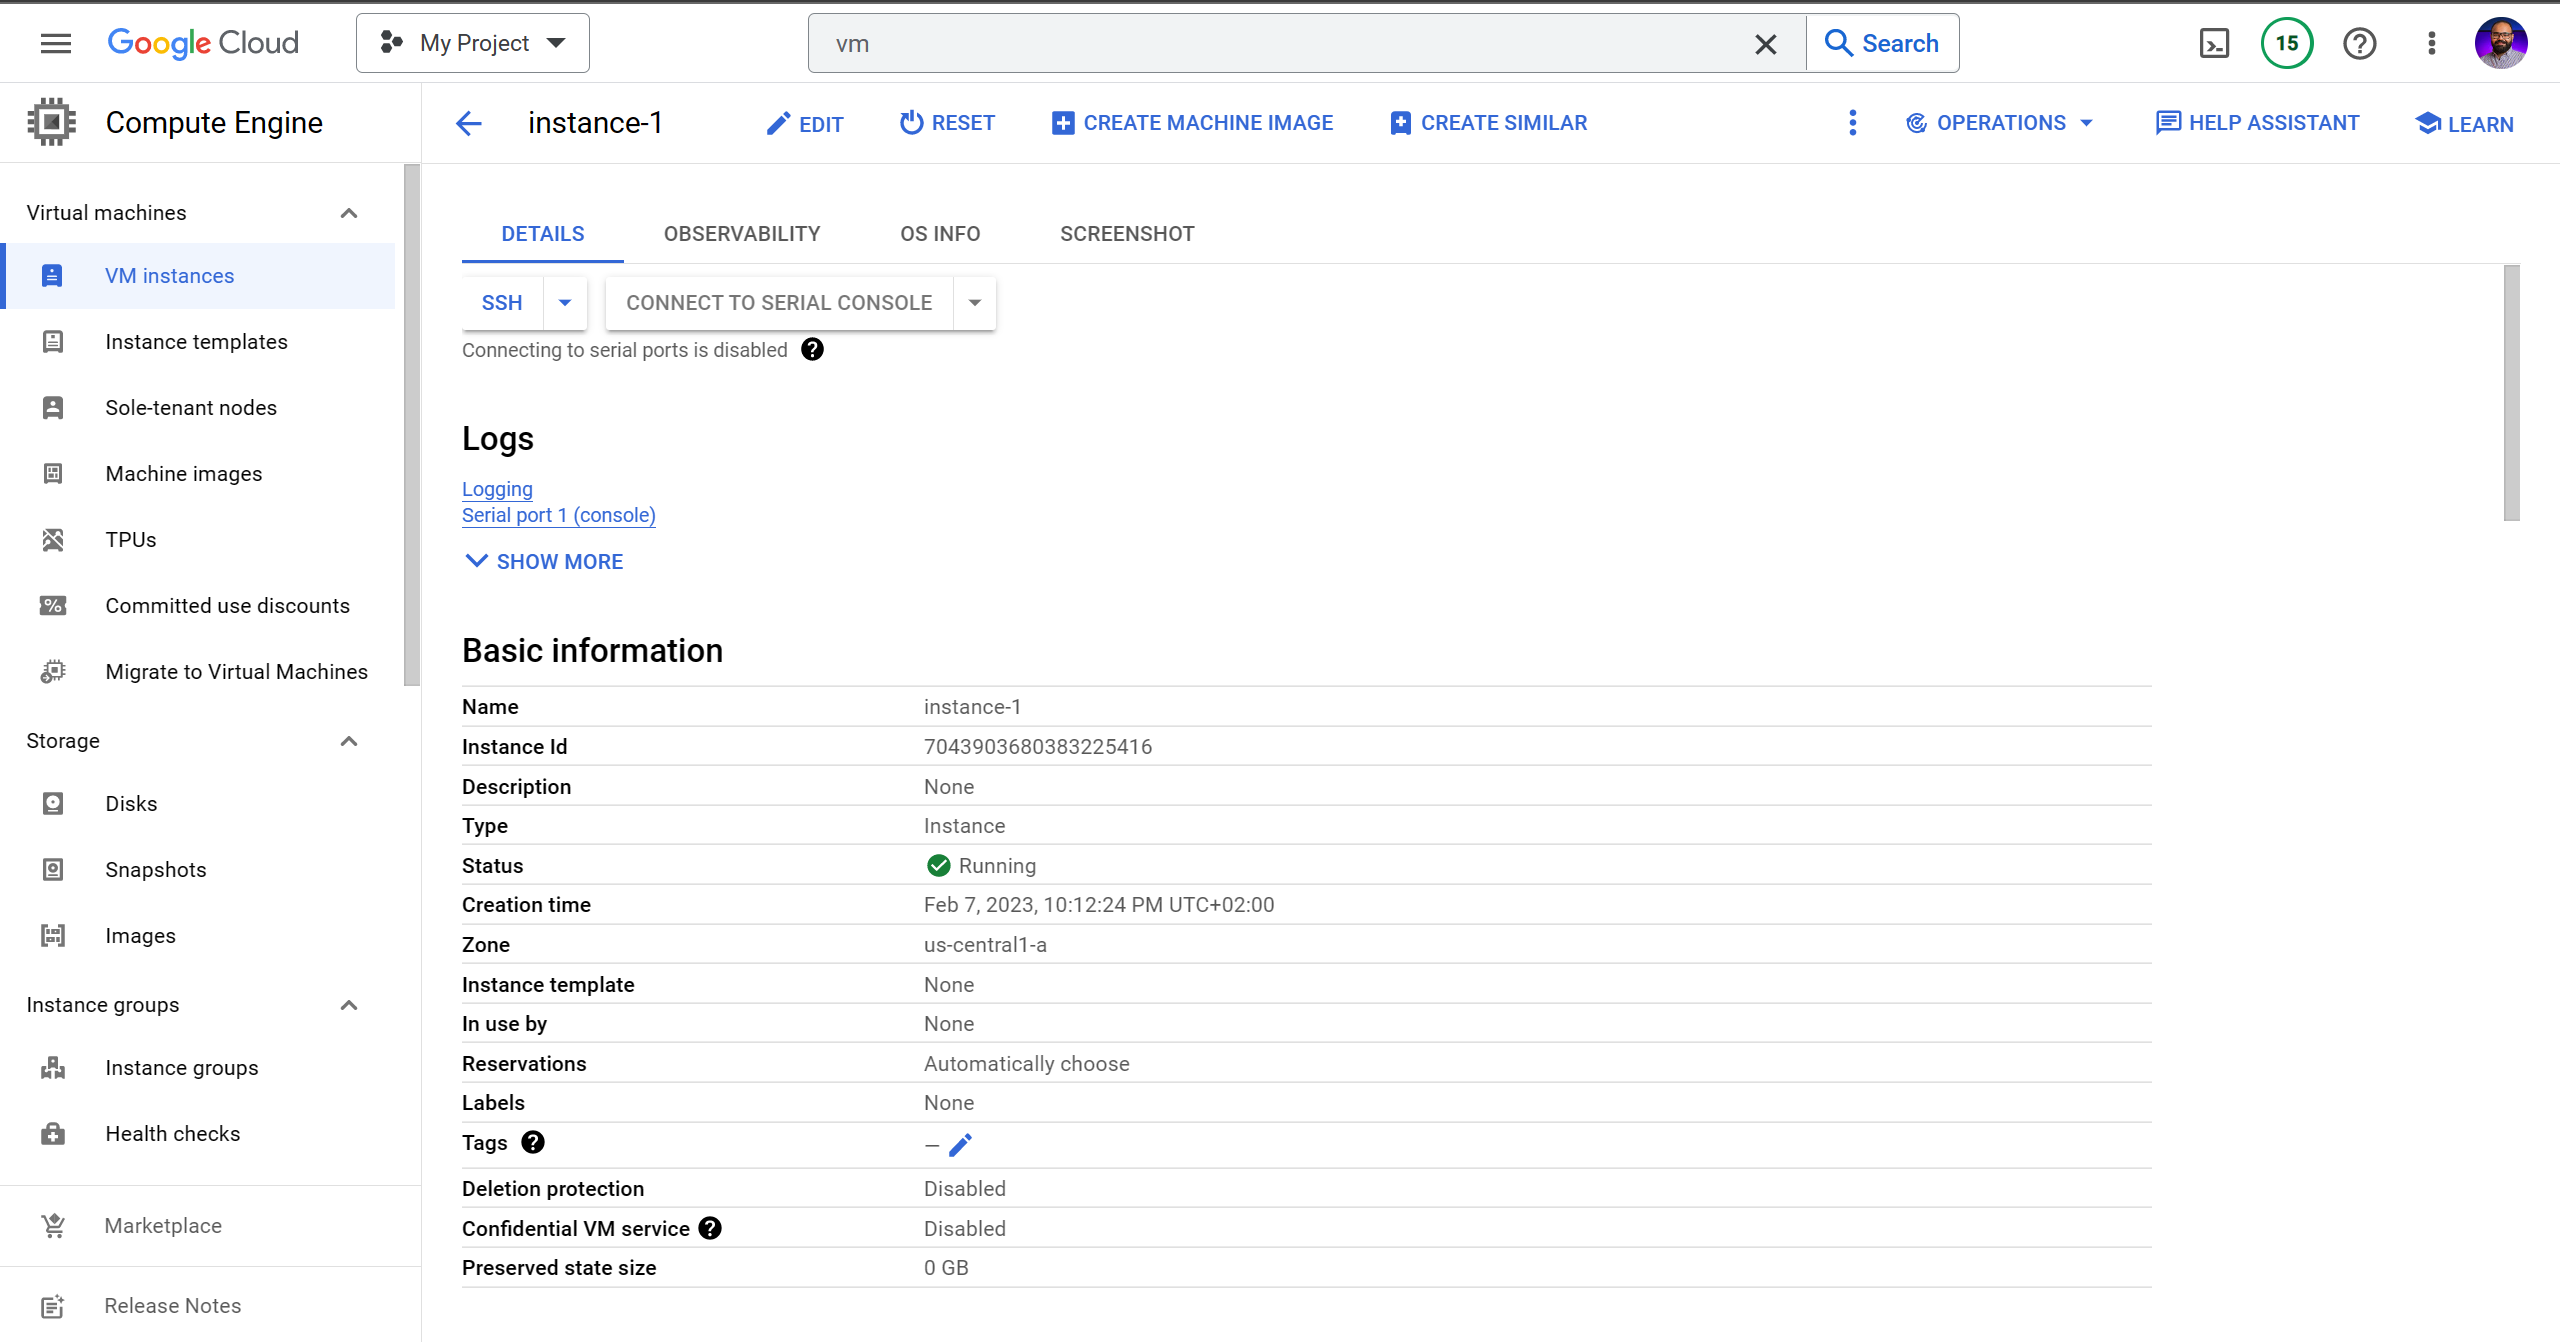 Google Cloud
My Project
vm
Search
15
Compute Engine
instance-1
EDIT
RESET
CREATE MACHINE IMAGE
CREATE SIMILAR
OPERATIONS
HELP ASSISTANT
LEARN
Virtual machines
VM instances
Instance templates
Sole-tenant nodes
Machine images
TPUs
Committed use discounts
Migrate to Virtual Machines
Storage
Disks
Snapshots
Images
Instance groups
Instance groups
Health checks
Marketplace
Release Notes
DETAILS
OBSERVABILITY
OS INFO
SCREENSHOT
SSH
CONNECT TO SERIAL CONSOLE
Connecting to serial ports is disabled
Logs
Logging
Serial port 1 (console)
SHOW MORE
Basic information
Name instance-1
Instance Id 7043903680383225416
Description None
Type Instance
Status Running
Creation time Feb 7, 2023, 10:12:24 PM UTC+02:00
Zone us-central1-a
Instance template None
In use by None
Reservations Automatically choose
Labels None
Tags —
Deletion protection Disabled
Confidential VM service Disabled
Preserved state size 0 GB